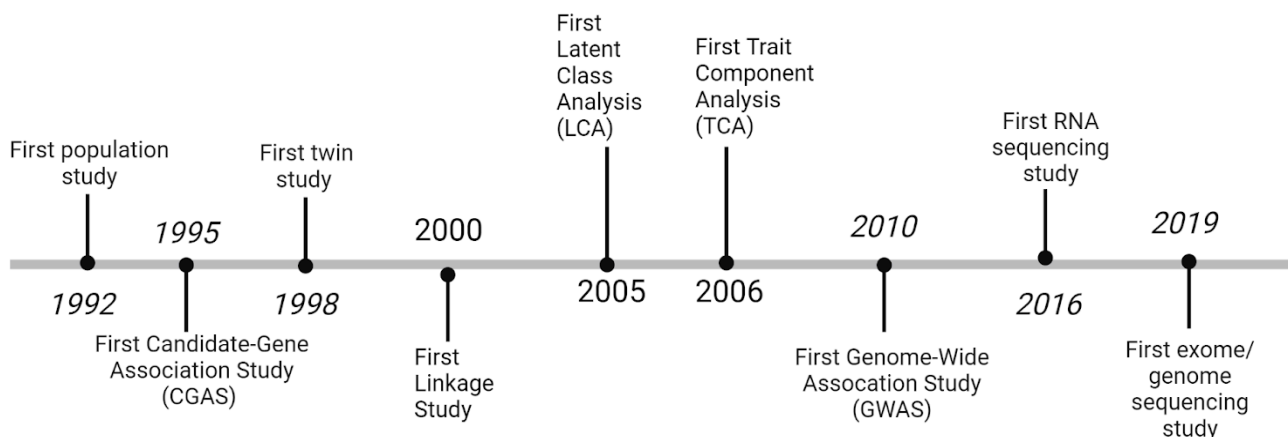 First population
study
1992
1995
First Candidate-Gene
Association Study
(CGAS)
First twin
study
1998
2000
First
Linkage
Study
First
Latent
Class
Analysis
(LCA)
2005
First Trait
Component
Analysis
(TCA)
2006
2010
First Genome-Wide
Assocation Study
(GWAS)
First RNA
sequencing
study
2016
2019
First exome/
genome
sequencing
study